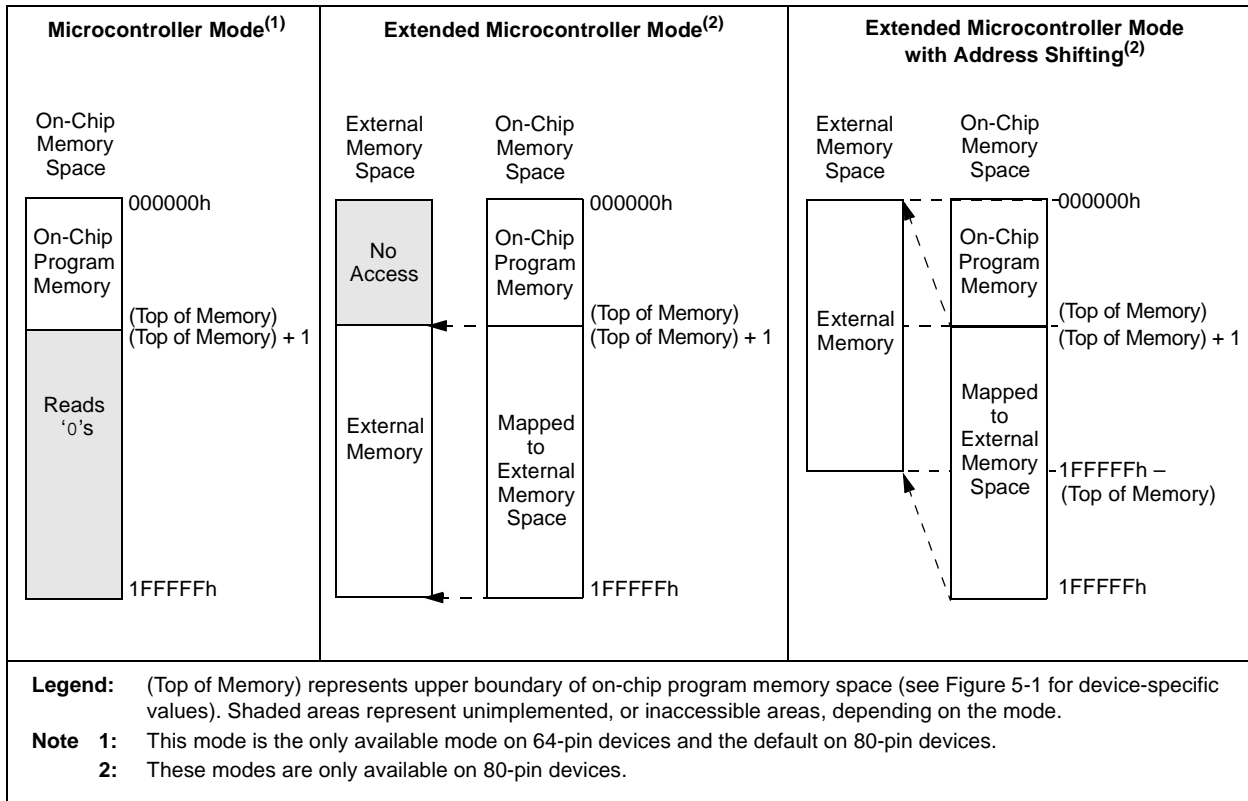 Microcontroller Mode(1)
On-Chip
Memory
Space
000000h
On-Chip
Program
Memory
(Top of Memory)
(Top of Memory) + 1
Reads
‘0’s
1FFFFFh
Extended Microcontroller Mode(2)
External
Memory
Space
On-Chip
Memory
Space
000000h
No
Access
On-Chip
Program
Memory
(Top of Memory)
(Top of Memory) + 1
External
Memory
Mapped
to
External
Memory
Space
1FFFFFh
Extended Microcontroller Mode
with Address Shifting(2)
External
Memory
Space
On-Chip
Memory
Space
000000h
On-Chip
Program
Memory
External
Memory
(Top of Memory)
(Top of Memory) + 1
Mapped
to
External
Memory
Space
1FFFFFh –
(Top of Memory)
1FFFFFh
Legend: (Top of Memory) represents upper boundary of on-chip program memory space (see Figure 5-1 for device-specific
values). Shaded areas represent unimplemented, or inaccessible areas, depending on the mode.
Note 1: This mode is the only available mode on 64-pin devices and the default on 80-pin devices.
2: These modes are only available on 80-pin devices.